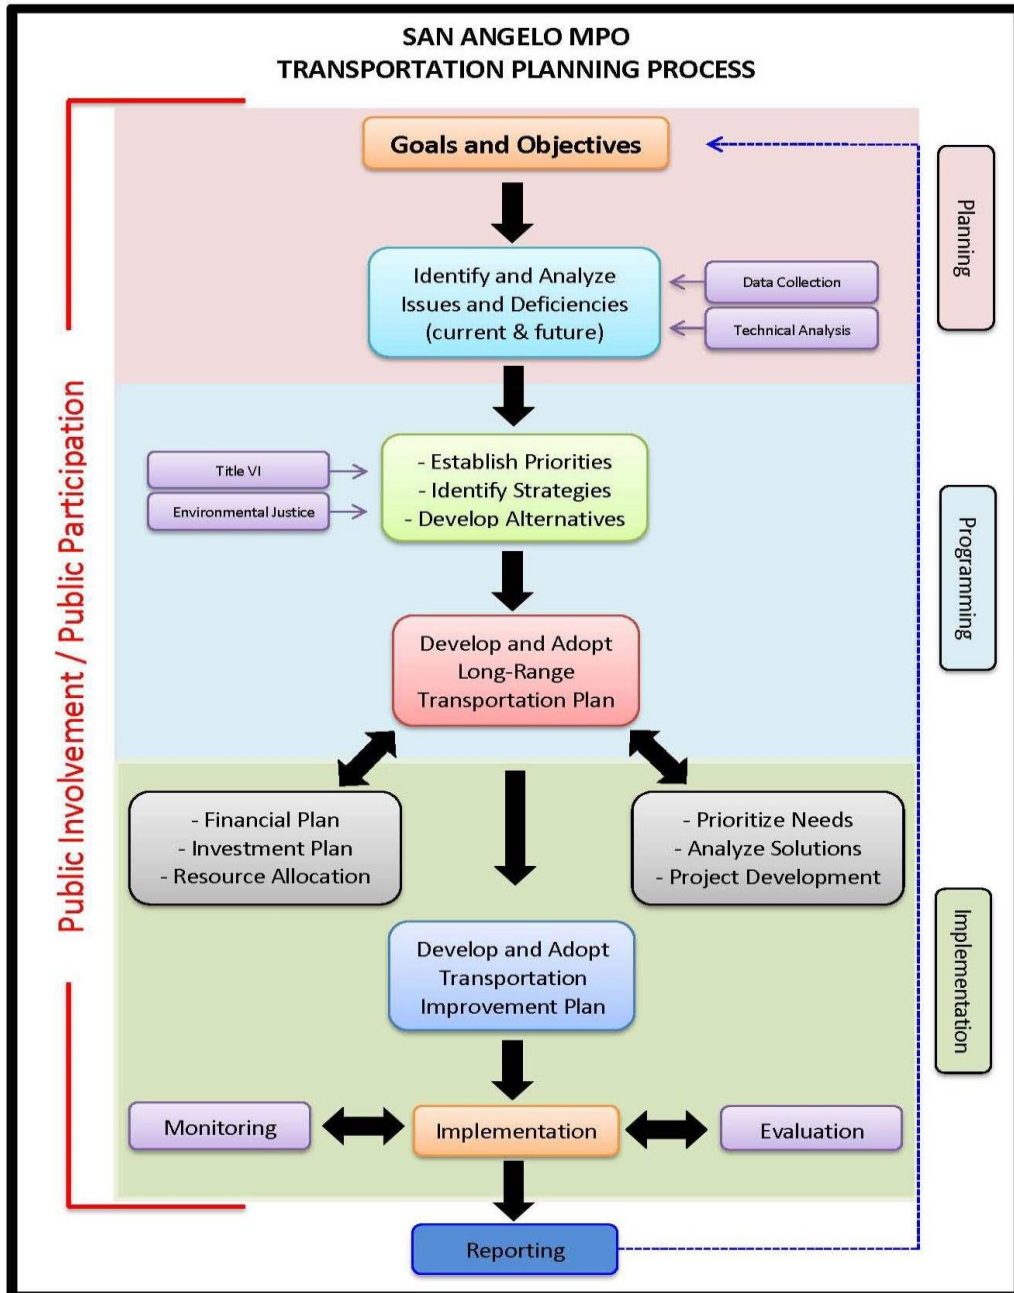 SAN ANGELO MPO
TRANSPORTATION PLANNING PROCESS
Goals and Objectives
Planning
Identify and Analyze
Issues and Deficiencies
(current & future)
Data Collection
Technical Analysis
Public Involvement / Public Participation
Title VI
Environmental Justice
- Establish Priorities
- Identify Strategies
- Develop Alternatives
Programming
Develop and Adopt
Long-Range
Transportation Plan
- Financial Plan
- Investment Plan
- Resource Allocation
- Prioritize Needs
- Analyze Solutions
- Project Development
Implementation
Develop and Adopt
Transportation
Improvement Plan
Monitoring
Implementation
Evaluation
Reporting